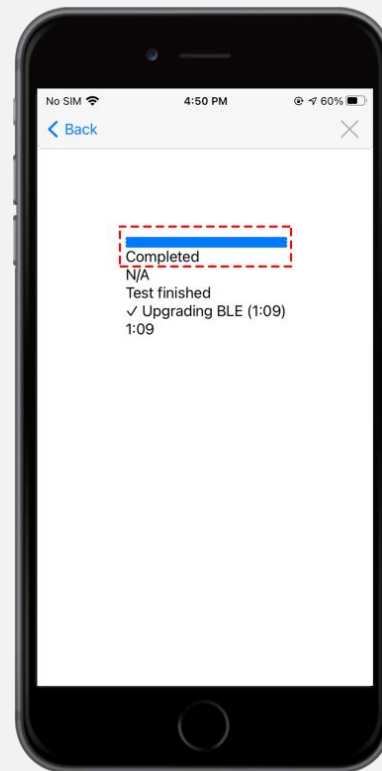 No SIM 4:50 PM 60%
Back
Completed
N/A
Test finished
✓ Upgrading BLE (1:09)
1:09